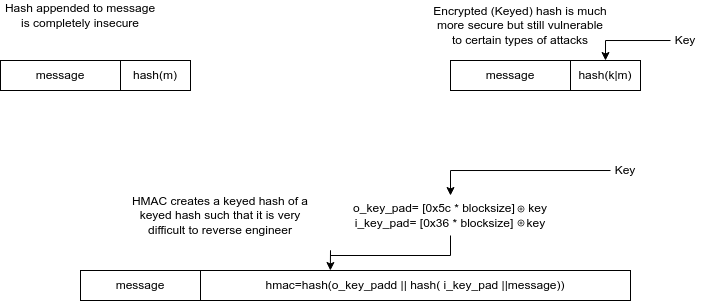 Hash appended to message
is completely insecure
message
hash(m)
Encrypted (Keyed) hash is much
more secure but still vulnerable
to certain types of attacks
Key
message
hash(k|m)
Key
HMAC creates a keyed hash of a
keyed hash such that it is very
difficult to reverse engineer
o_key_pad= [0x5c * blocksize] ⊕ key
i_key_pad= [0x36 * blocksize] ⊕key
message
hmac=hash(o_key_padd || hash( i_key_pad ||message))